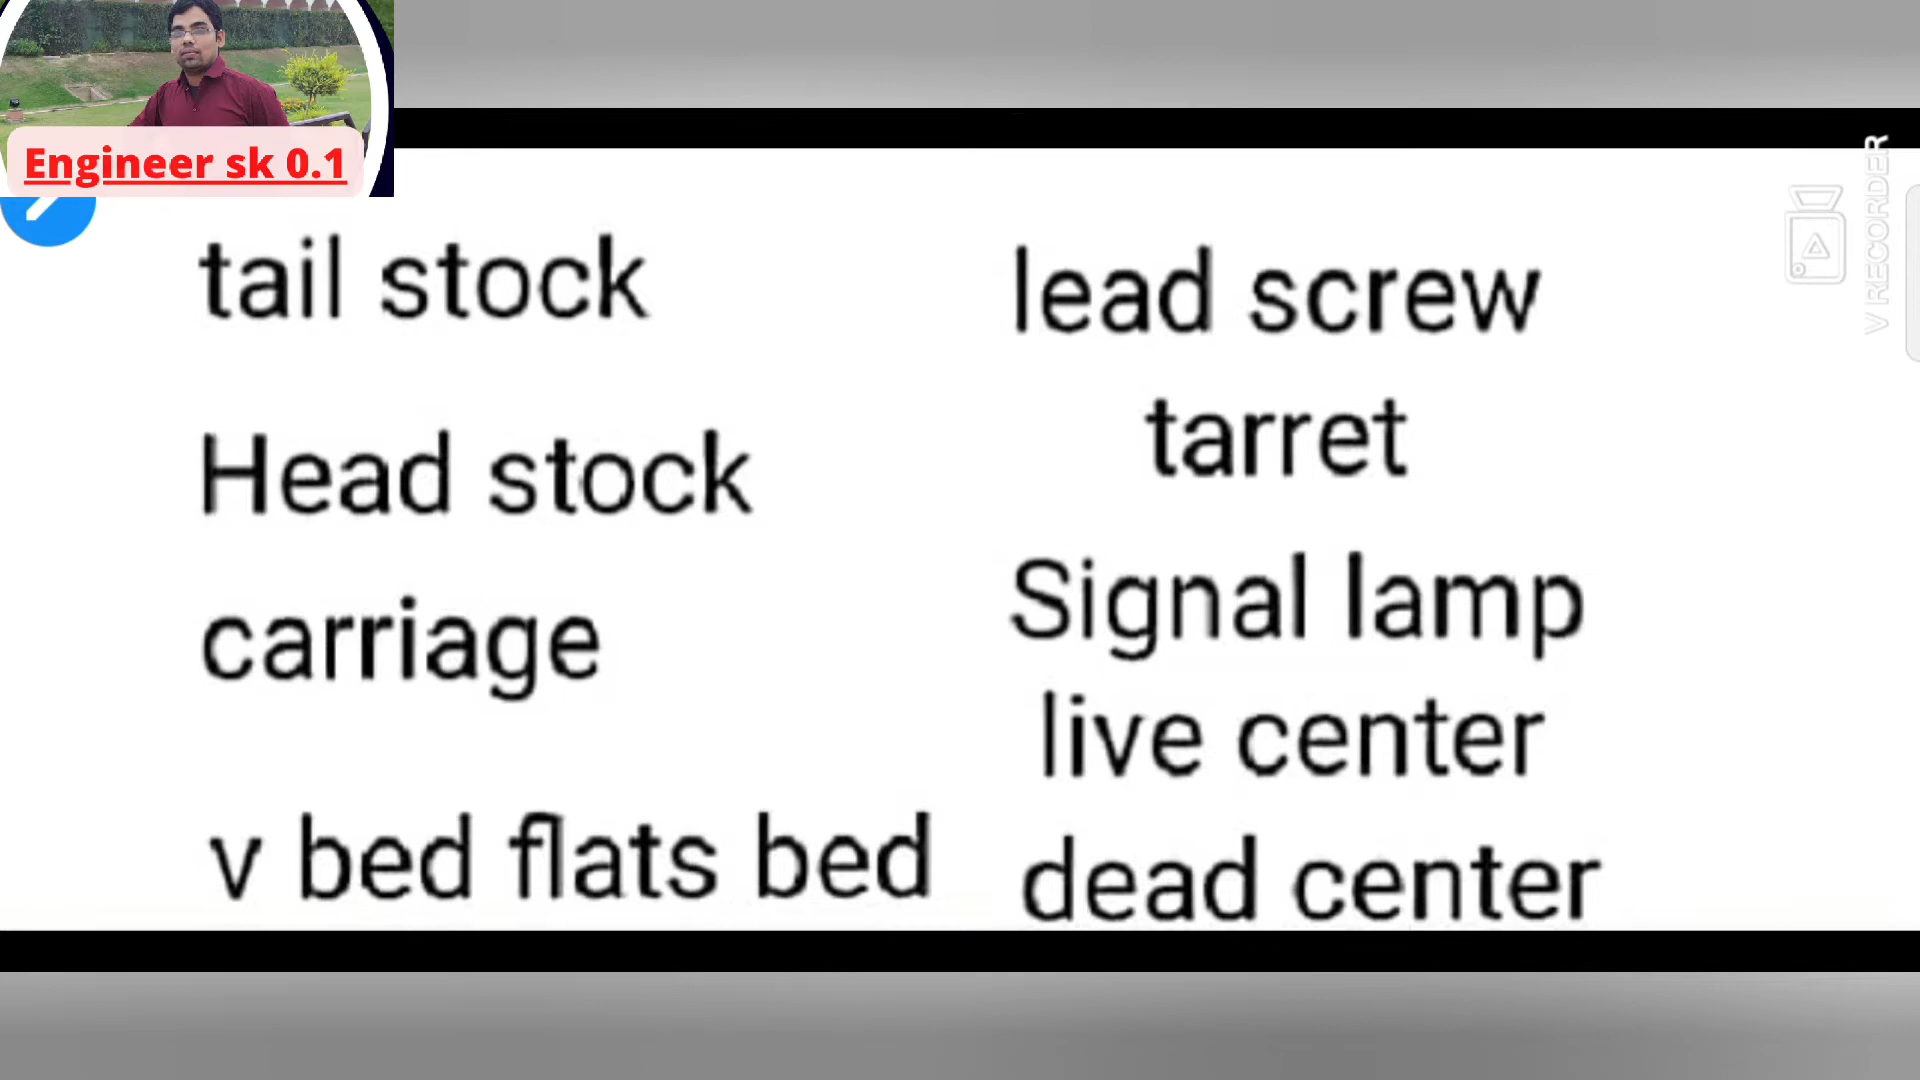 Engineer sk 0.1
tail stock
Head stock
carriage
v bed flats bed
lead screw
tarret
Signal lamp
live center
dead center
V RECORDER